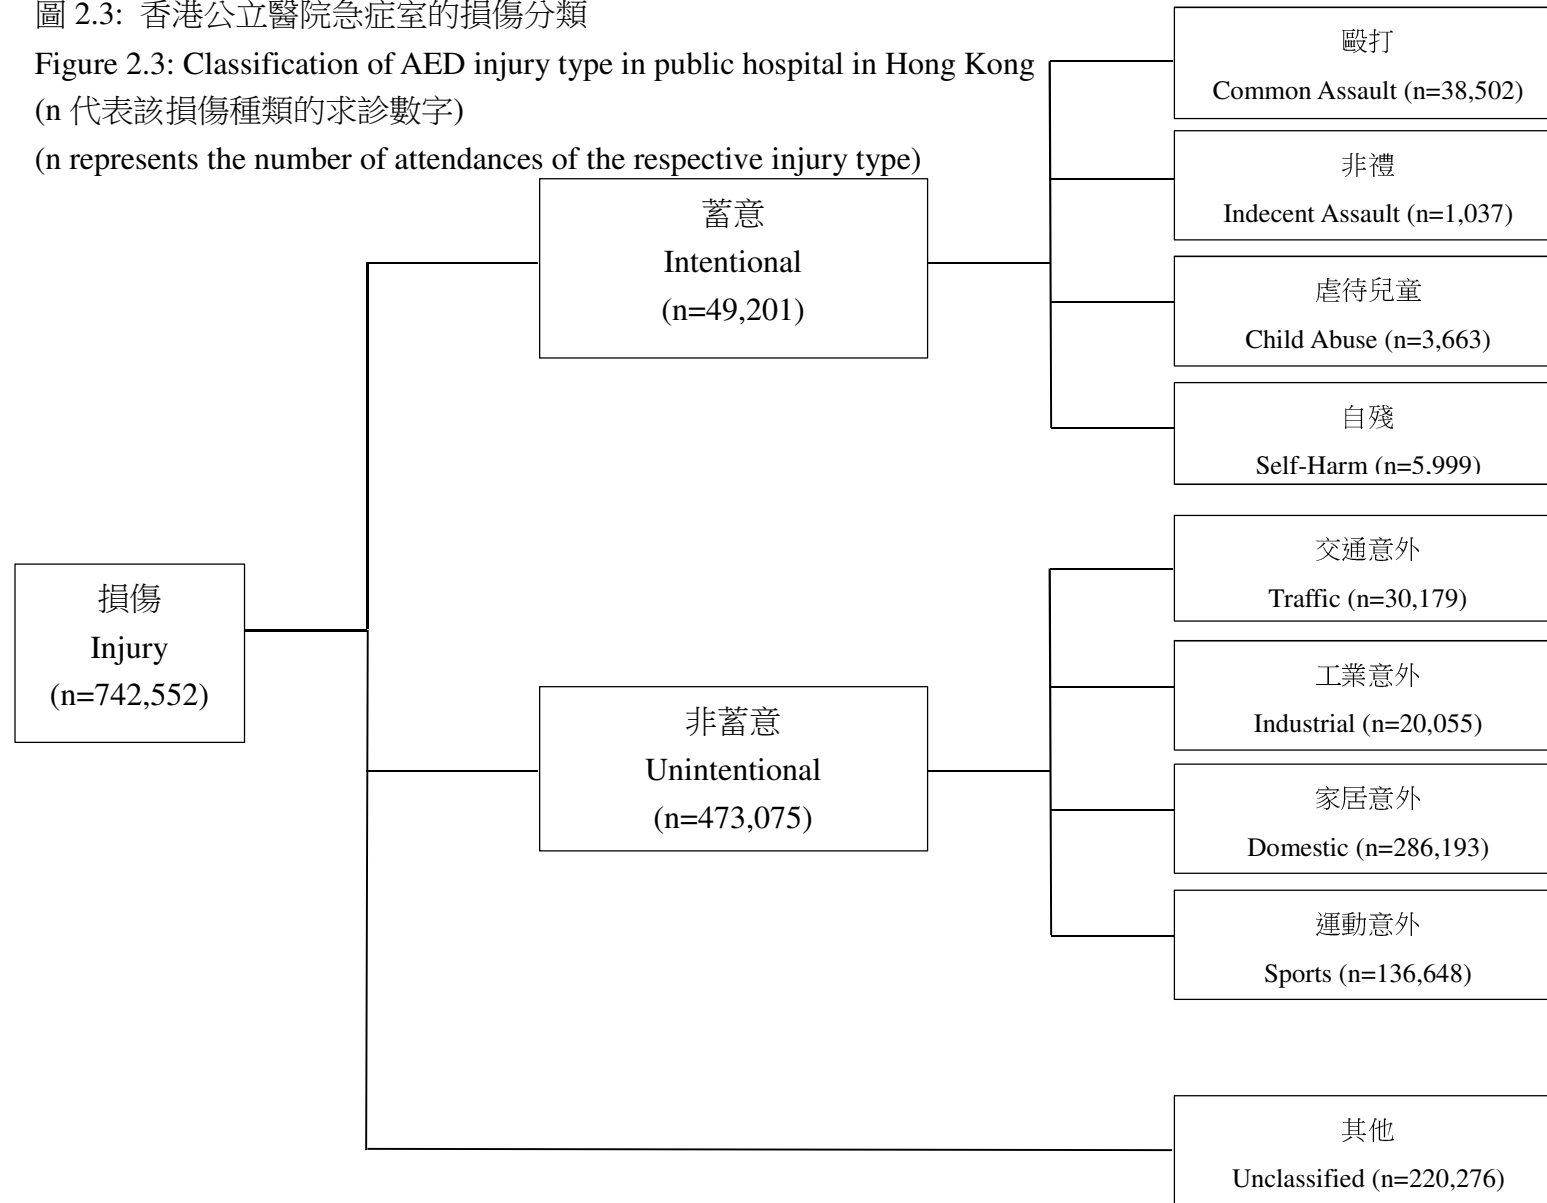 圖 2.3: 香港公立醫院急症室的損傷分類
Figure 2.3: Classification of AED injury type in public hospital in Hong Kong
(n 代表該損傷種類的求診數字)
(n represents the number of attendances of the respective injury type)
損傷
Injury
(n=742,552)
蓄意
Intentional
(n=49,201)
毆打
Common Assault (n=38,502)
非禮
Indecent Assault (n=1,037)
虐待兒童
Child Abuse (n=3,663)
自殘
Self-Harm (n=5,999)
非蓄意
Unintentional
(n=473,075)
交通意外
Traffic (n=30,179)
工業意外
Industrial (n=20,055)
家居意外
Domestic (n=286,193)
運動意外
Sports (n=136,648)
其他
Unclassified (n=220,276)